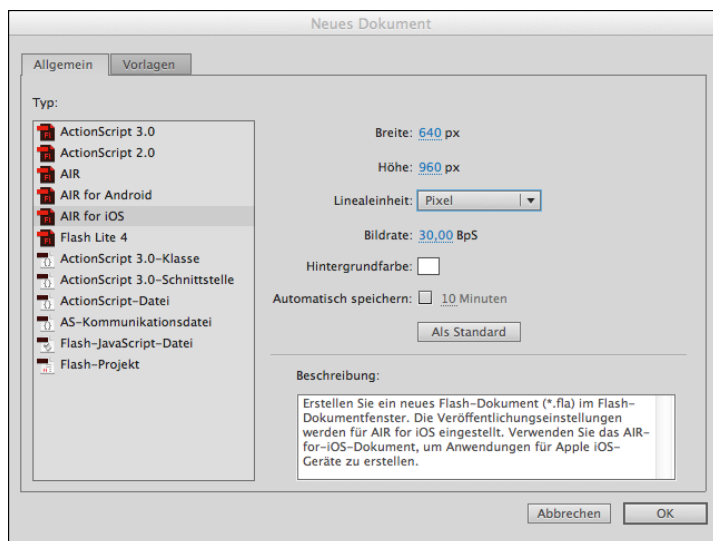 Neues Dokument
Allgemein
Vorlagen
Typ:
ActionScript 3.0
ActionScript 2.0
AIR
AIR for Android
AIR for iOS
Flash Lite 4
ActionScript 3.0-Klasse
ActionScript 3.0-Schnittstelle
ActionScript-Datei
AS-Kommunikationsdatei
Flash-JavaScript-Datei
Flash-Projekt
Breite: 640 px
Höhe: 960 px
Linealeinheit: Pixel
Bildrate: 30,00 BpS
Hintergrundfarbe:
Automatisch speichern: 10 Minuten
Als Standard
Beschreibung:
Erstellen Sie ein neues Flash-Dokument (*.fla) im Flash-
Dokumentfenster. Die Veröffentlichungseinstellungen
werden für AIR for iOS eingestellt. Verwenden Sie das AIR-
for-iOS-Dokument, um Anwendungen für Apple iOS-
Geräte zu erstellen.
Abbrechen
OK